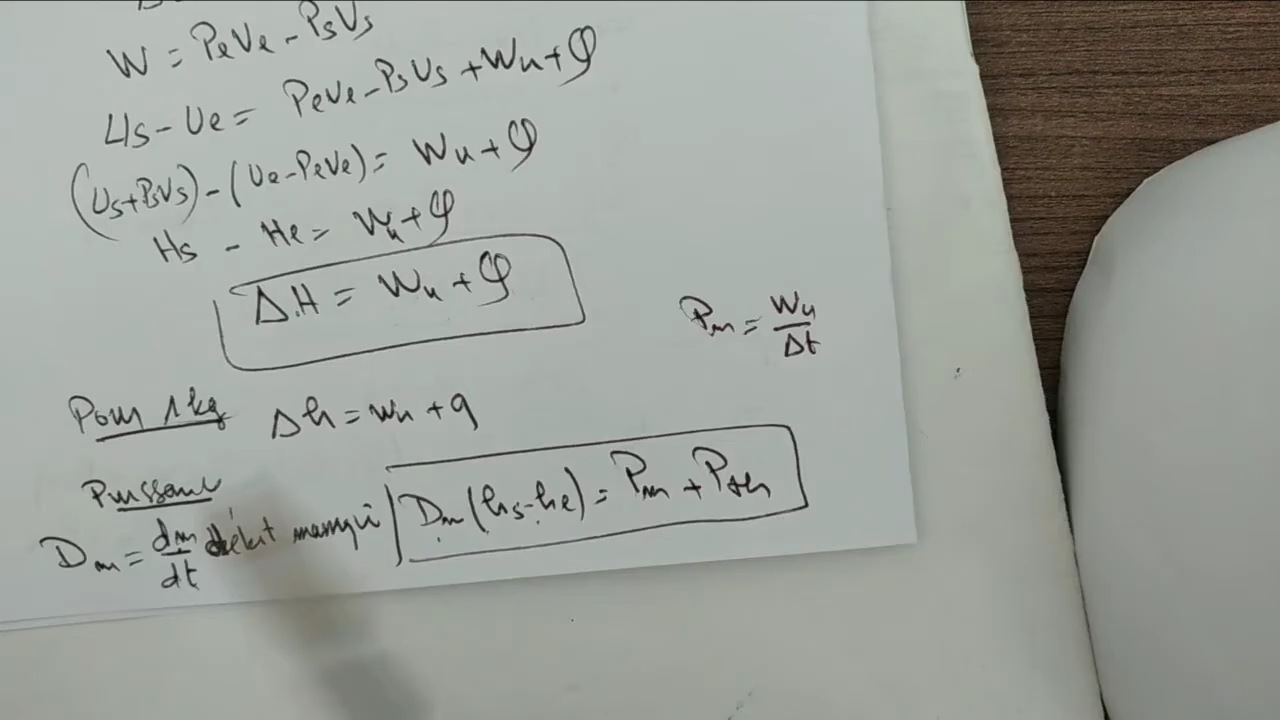 W = PeVe - PsVs
Us - Ue = PeVe - PsVs + Wu + φ
(Us + PsVs) - (Ue - PeVe) = Wu + φ
Hs - He = Wu + φ
ΔH = Wu + φ
Pm = Wu/Δt
Pour 1kg Δh = wu + q
Puissance
Dm = dm/dt débit massique Dm(hs - he) = Pm + Pth